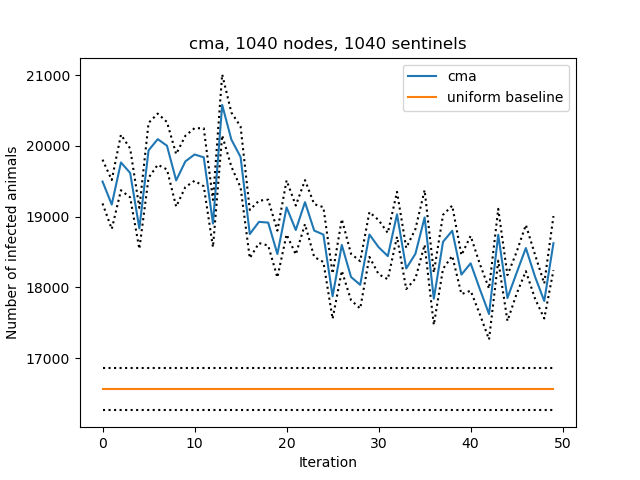 cma, 1040 nodes, 1040 sentinels
cma
uniform baseline
Number of infected animals
21000
20000
19000
18000
17000
0 10 20 30 40 50
Iteration